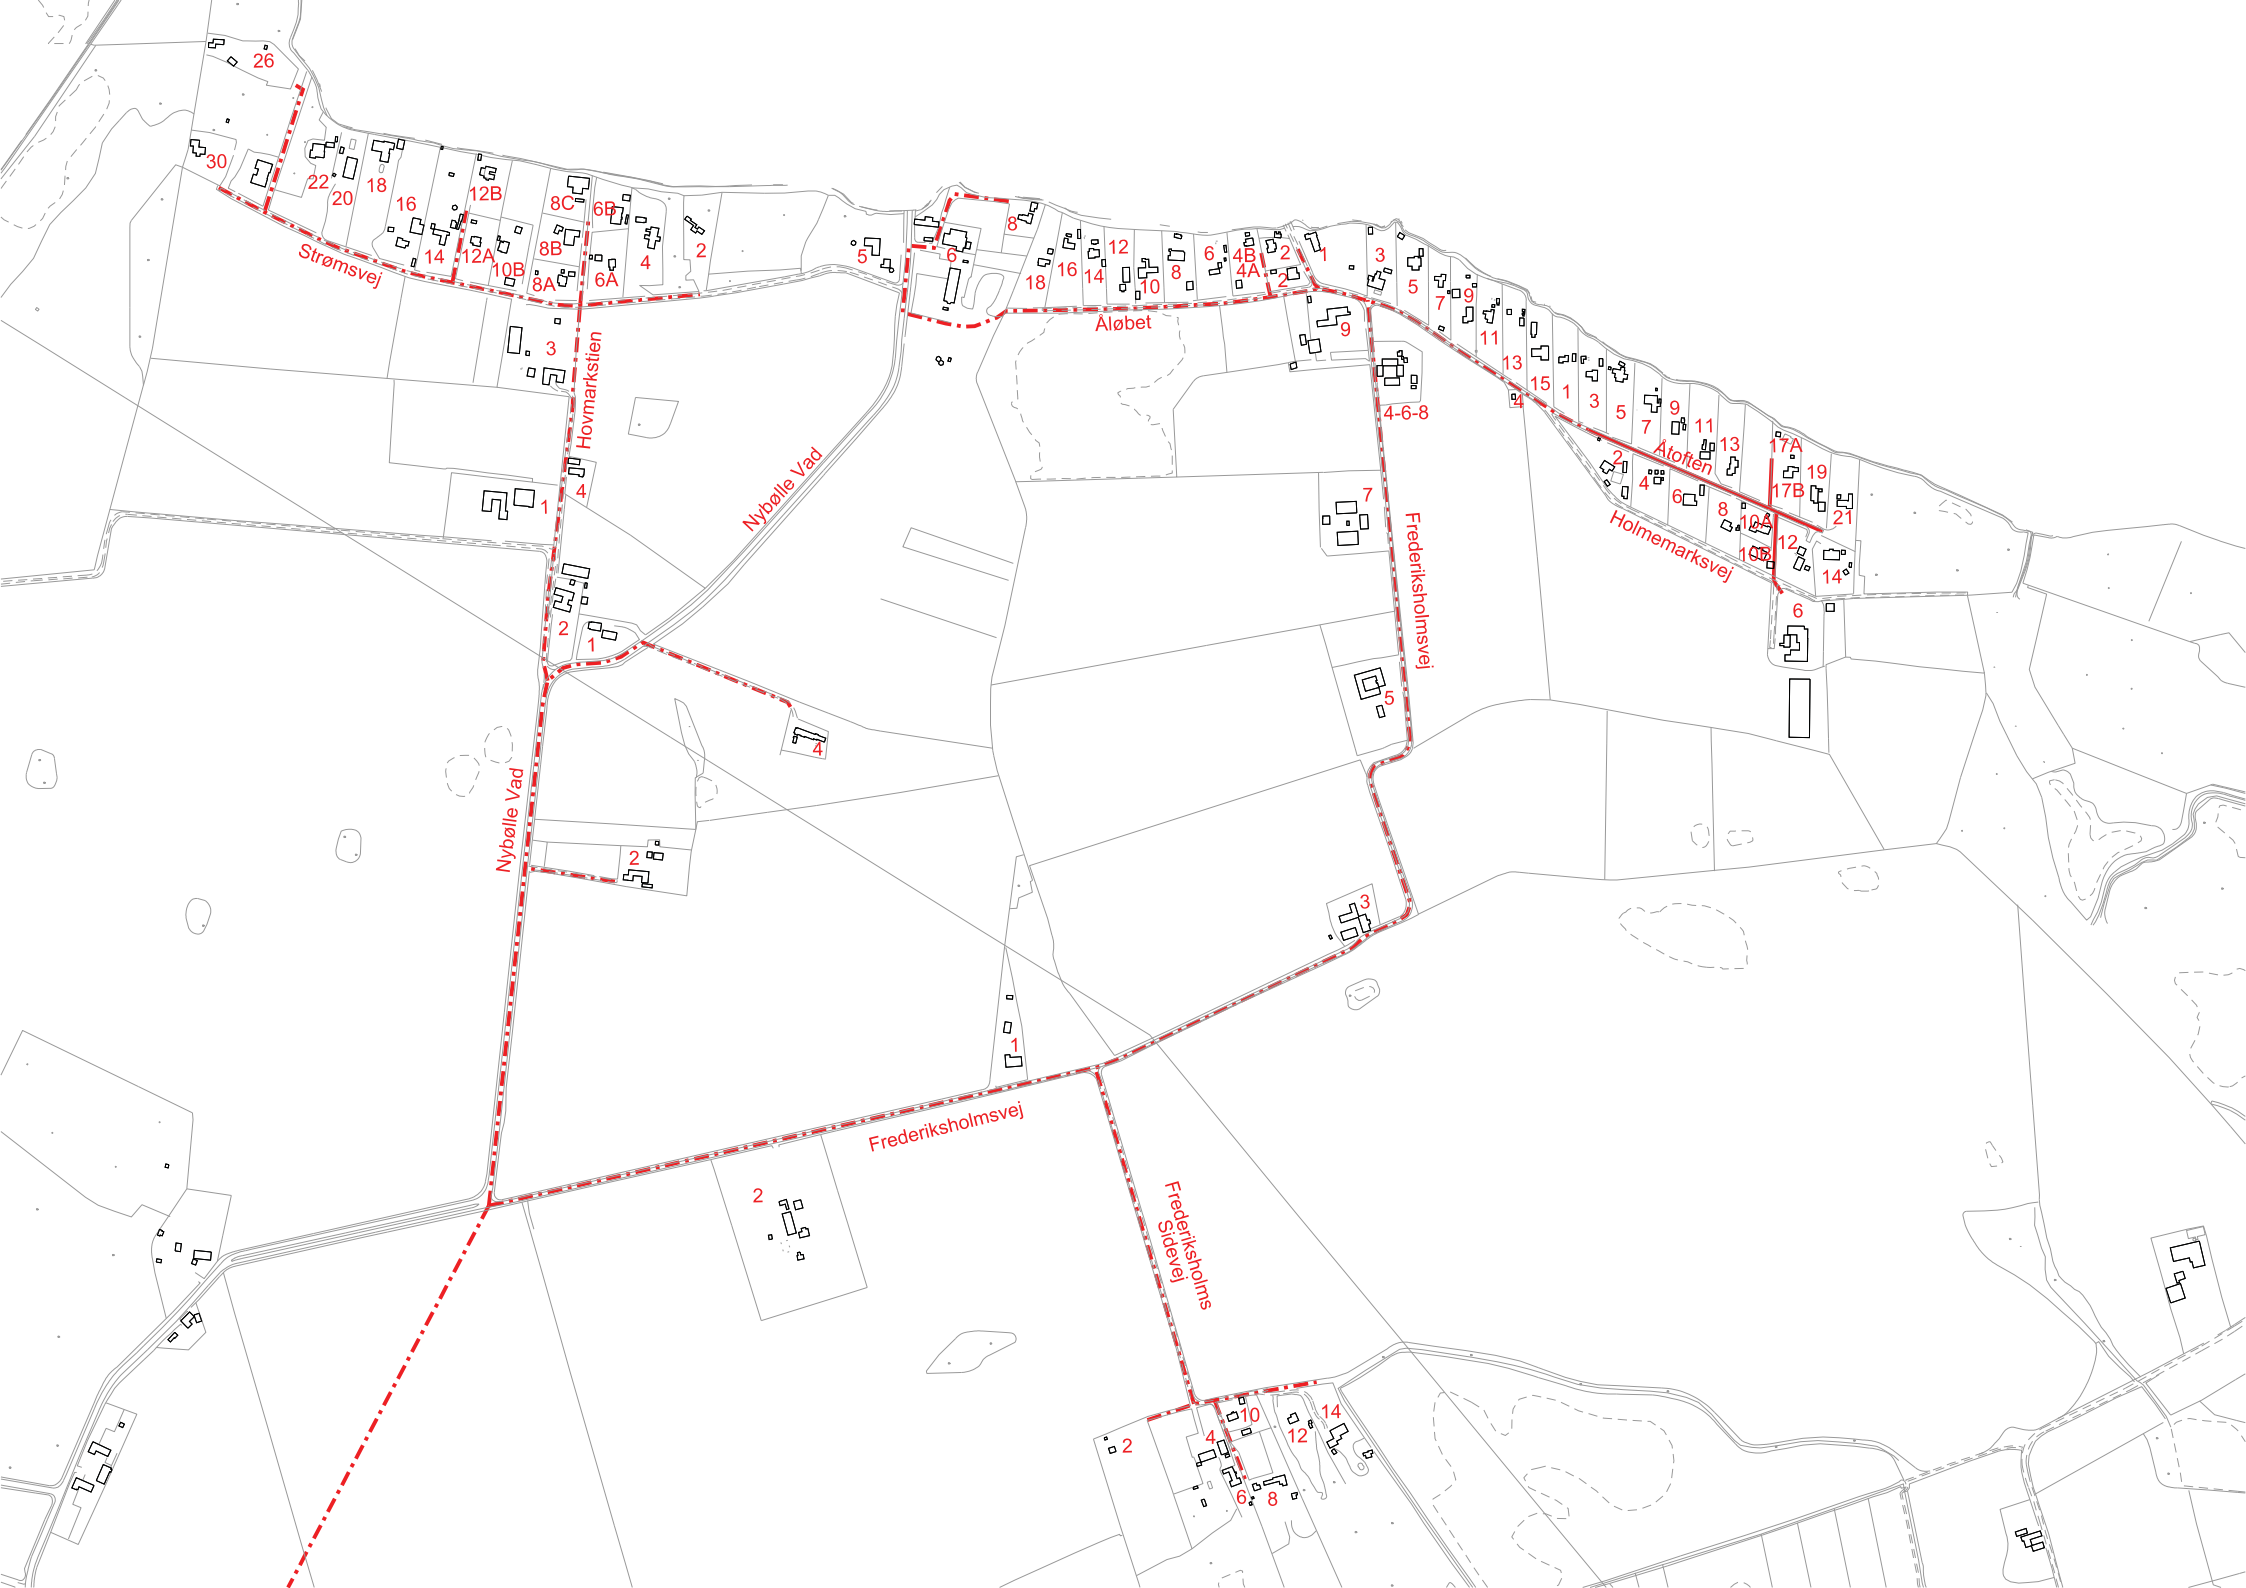 26
30
22
20
18
16
14
12B
12A
10B
8C
8B
8A
6B
6A
4
2
Strømsvej
5
6
8
18
16
14
12
10
8
6
4B
4A
2
2
1
3
5
7
9
11
13
15
Åløbet
9
4-6-8
4
1
3
5
7
9
11
13
17A
17B
19
21
Åtoften
2
4
6
8
10A
10B
12
14
Holmemarksvej
6
3
Hovmarkstien
4
1
2
1
Nybølle Vad
4
7
Frederiksholmsvej
5
3
Nybølle Vad
2
1
Frederiksholmsvej
2
Frederiksholms
Sidevej
2
4
6
8
10
12
14